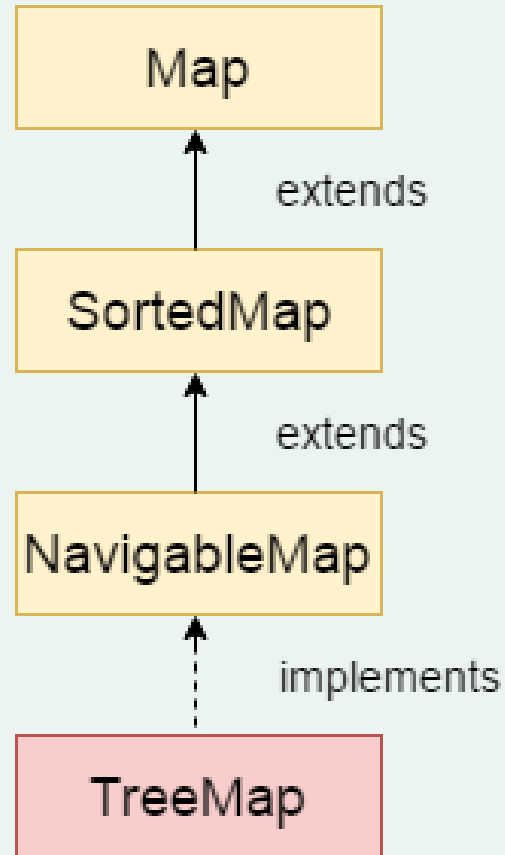 Map
extends
SortedMap
extends
NavigableMap
implements
TreeMap